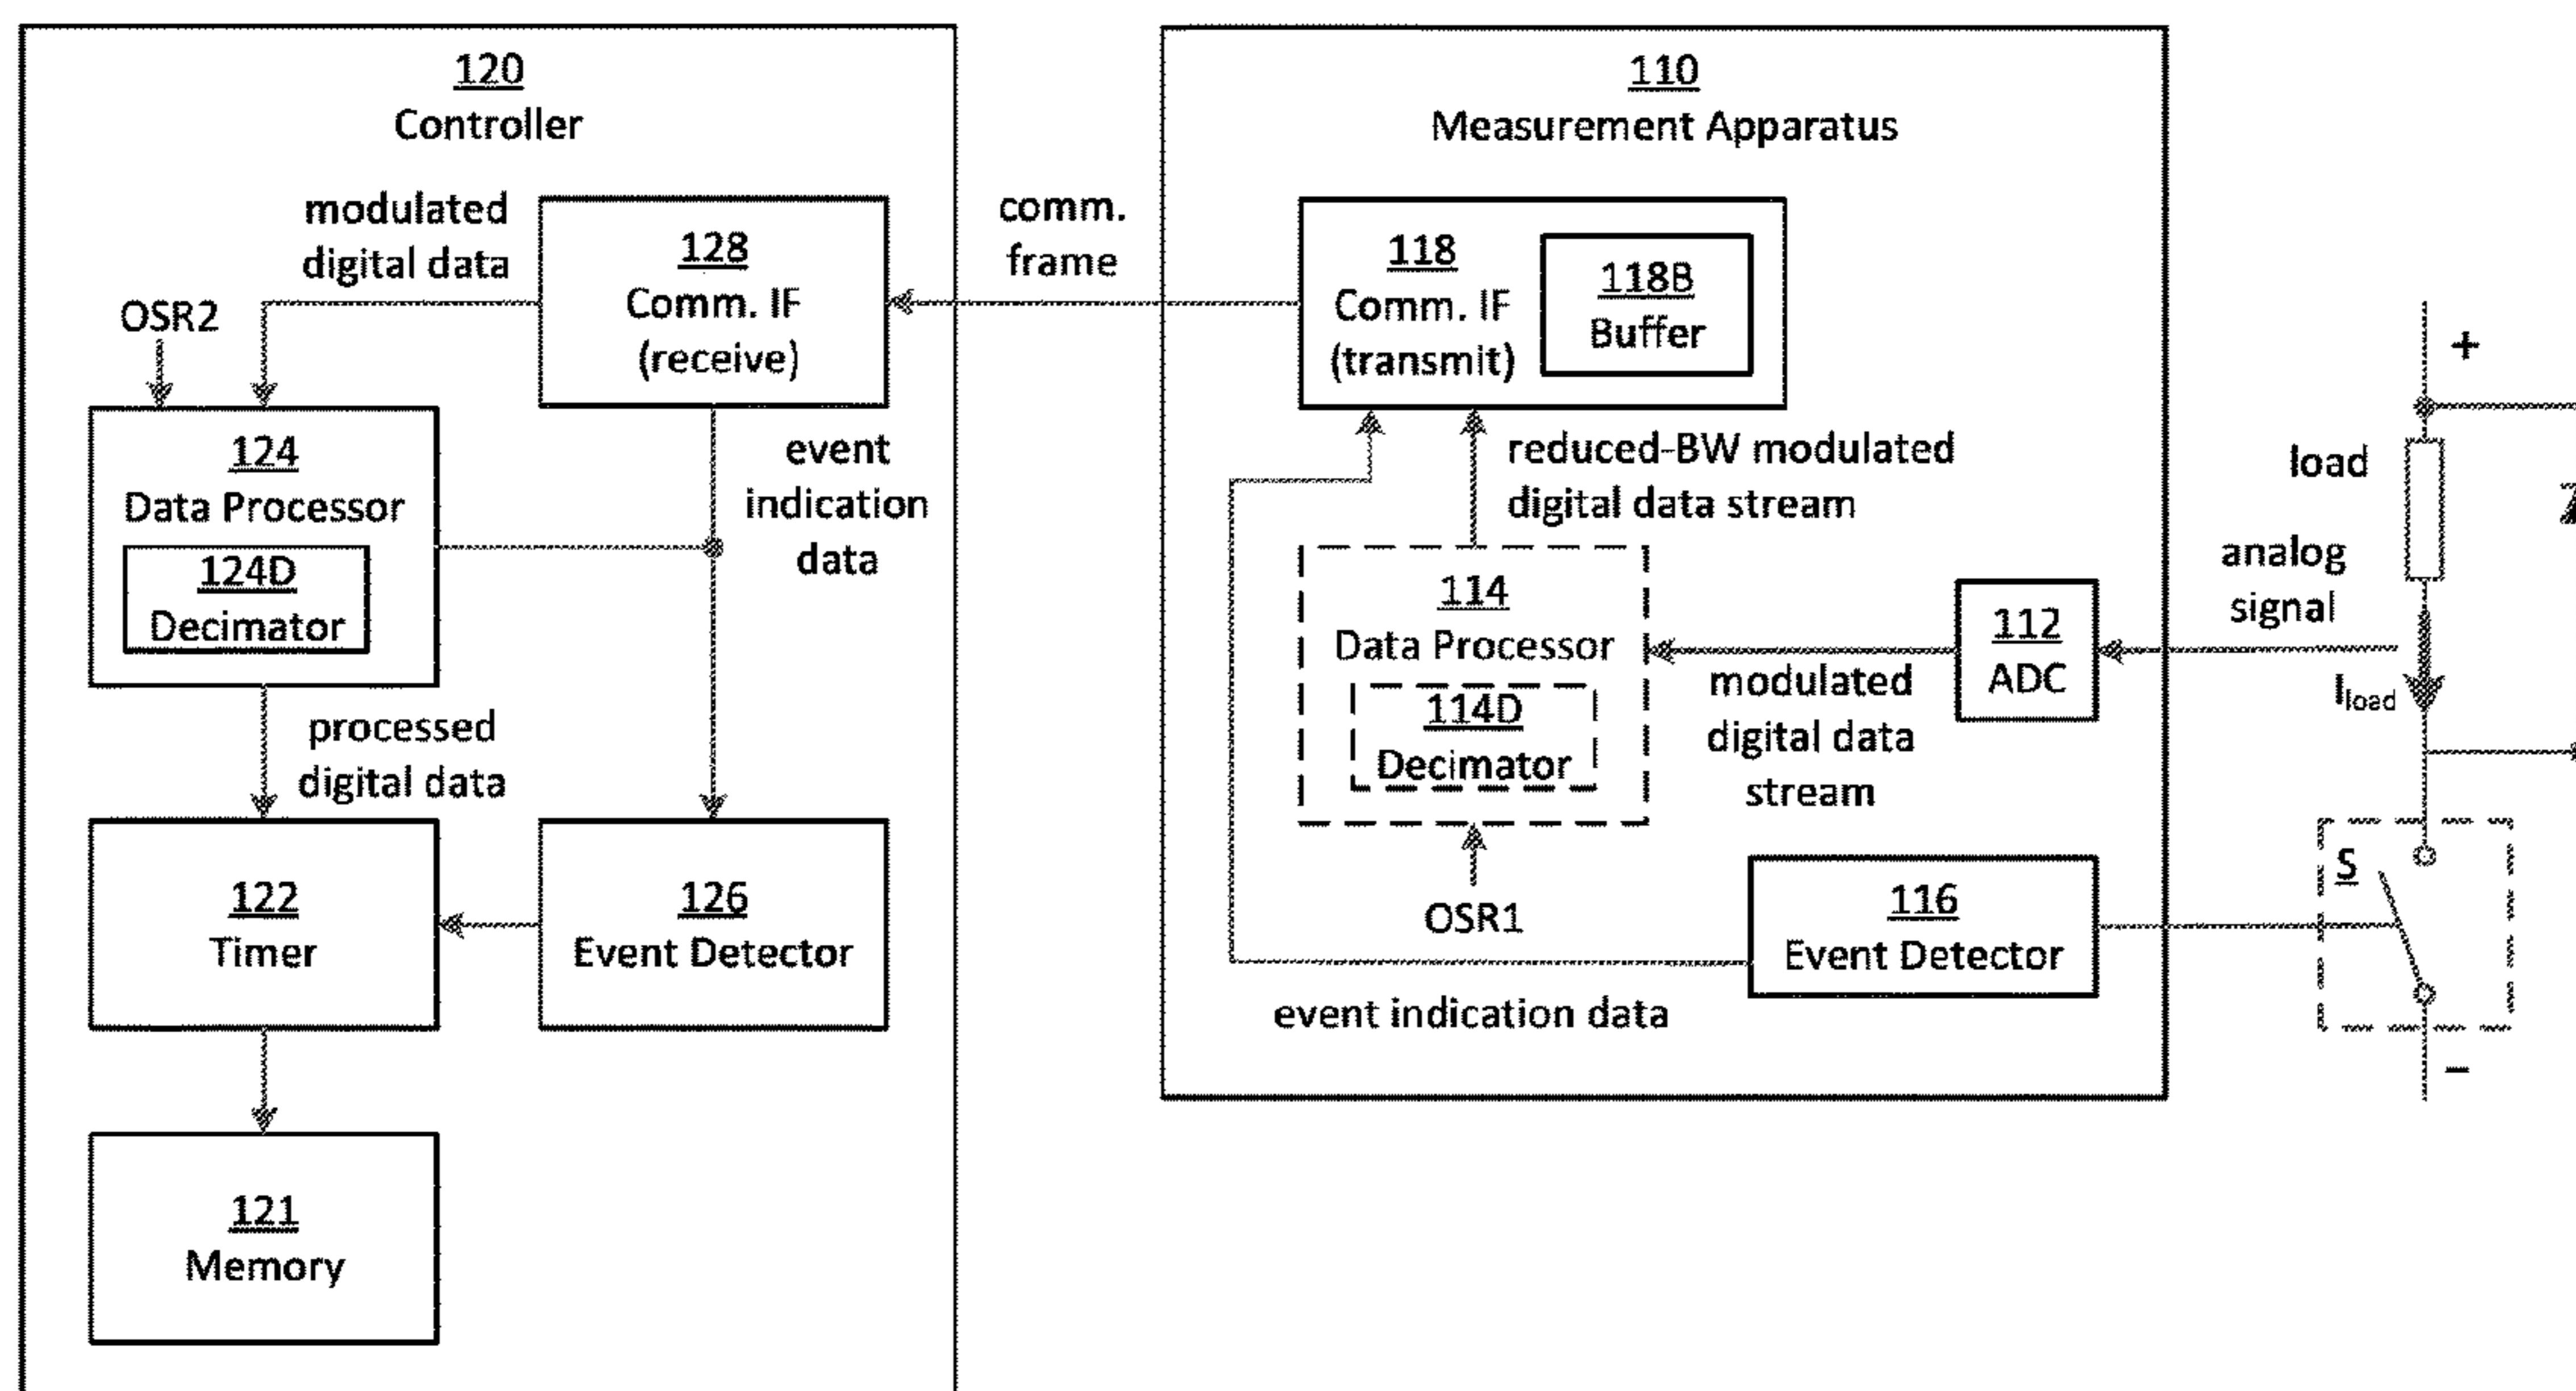 120
Controller
modulated
digital data
OSR2
128
Comm. IF
(receive)
124
Data Processor
124D
Decimator
event
indication
data
processed
digital data
122
Timer
126
Event Detector
121
Memory
comm.
frame
110
Measurement Apparatus
118
Comm. IF
(transmit)
118B
Buffer
reduced-BW modulated
digital data stream
114
Data Processor
114D
Decimator
OSR1
modulated
digital data
stream
112
ADC
116
Event Detector
event indication data
+
load
analog
signal
Iload
S
−